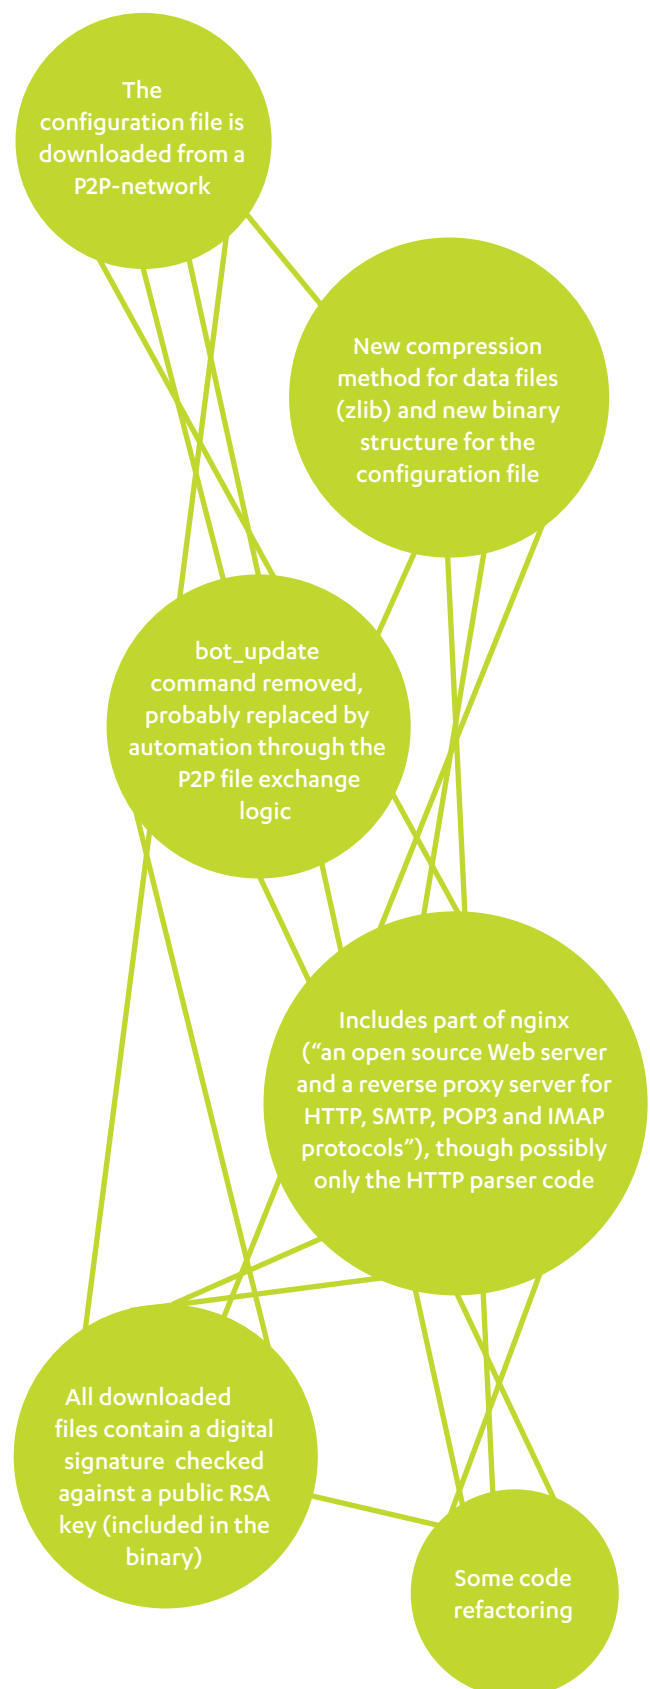 The
configuration file is
downloaded from a
P2P-network
New compression
method for data files
(zlib) and new binary
structure for the
configuration file
bot_update
command removed,
probably replaced by
automation through the
P2P file exchange
logic
Includes part of nginx
(“an open source Web server
and a reverse proxy server for
HTTP, SMTP, POP3 and IMAP
protocols”), though possibly
only the HTTP parser code
All downloaded
files contain a digital
signature checked
against a public RSA
key (included in the
binary)
Some code
refactoring